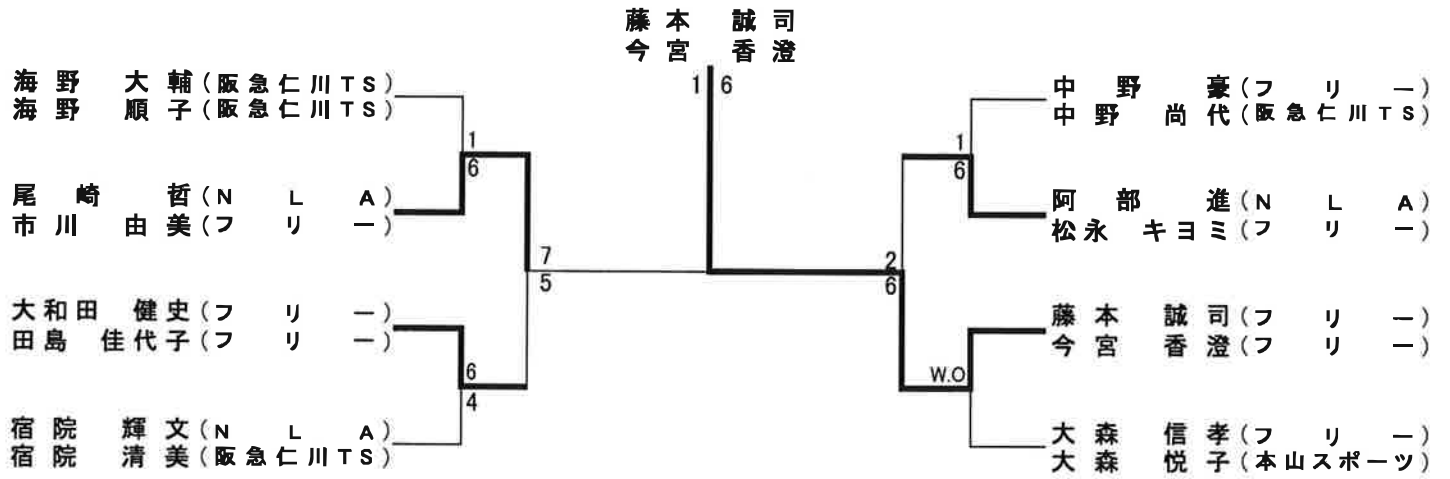 藤本 誠司
今宮 香澄
1 6
海野 大輔(阪急仁川TS)
海野 順子(阪急仁川TS)
1
6
尾崎 哲(NLA)
市川 由美(フリー)
7
5
大和田 健史(フリー)
田島 佳代子(フリー)
6
4
宿院 輝文(NLA)
宿院 清美(阪急仁川TS)
中野 豪(フリー)
中野 尚代(阪急仁川TS)
1
6
阿部 進(NLA)
松永 キヨミ(フリー)
2
6
藤本 誠司(フリー)
今宮 香澄(フリー)
W.O
大森 信孝(フリー)
大森 悦子(本山スポーツ)